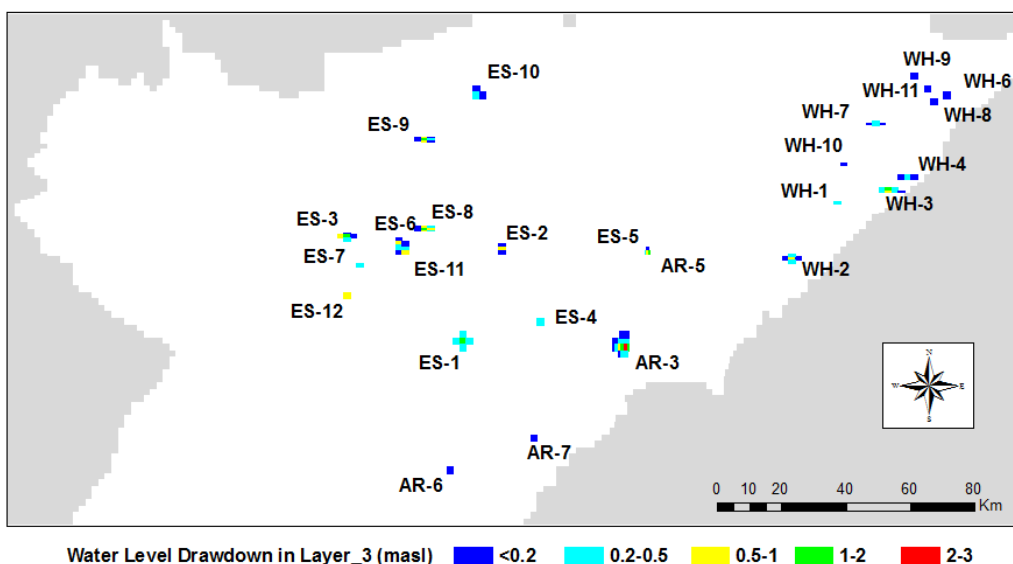 WH-9
ES-10
WH-11
WH-6
WH-8
WH-7
ES-9
WH-10
WH-4
WH-1
WH-3
ES-3
ES-6
ES-8
ES-2
ES-5
ES-7
ES-11
AR-5
WH-2
ES-12
ES-4
ES-1
AR-3
N
W E
S
AR-7
AR-6
0 10 20 40 60 80
Km
Water Level Drawdown in Layer_3 (masl) <0.2 0.2-0.5 0.5-1 1-2 2-3